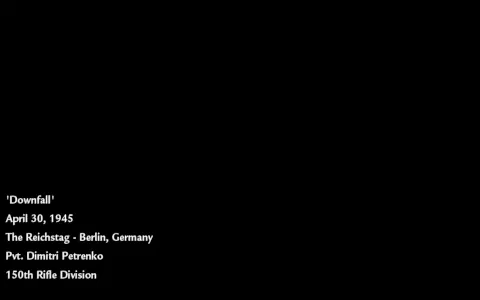 'Downfall'
April 30, 1945
The Reichstag - Berlin, Germany
Pvt. Dimitri Petrenko
150th Rifle Division